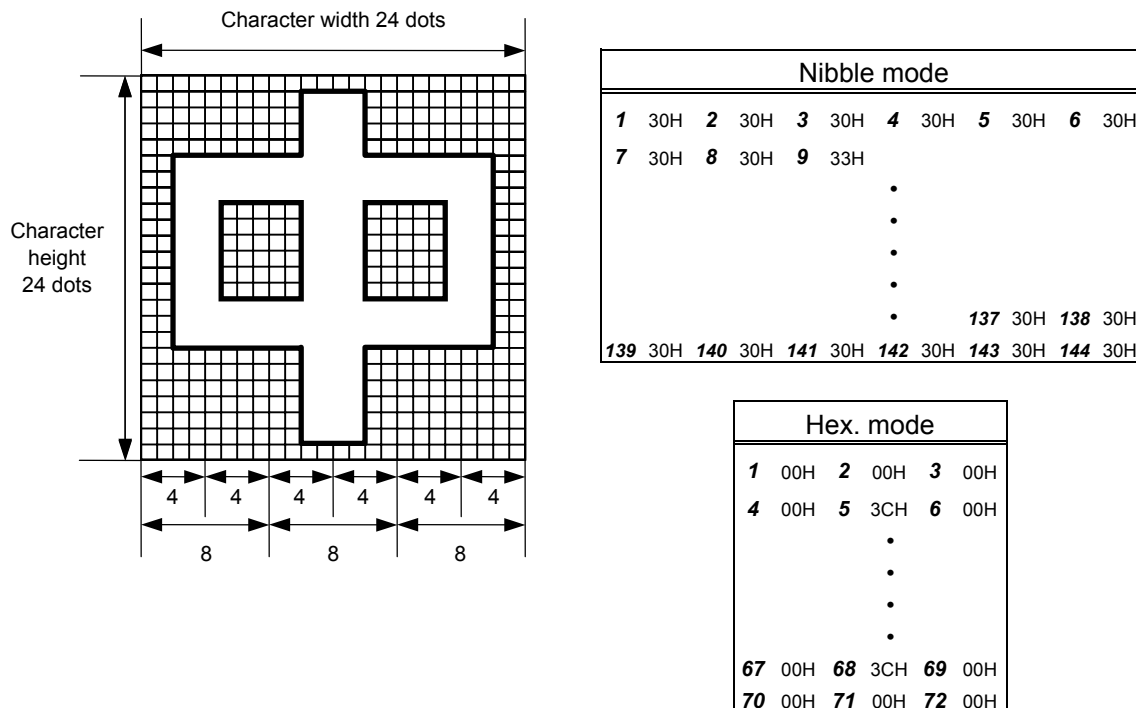 Character width 24 dots
Character
height
24 dots
4 4 4 4 4 4
8 8 8
Nibble mode
1 30H 2 30H 3 30H 4 30H 5 30H 6 30H
7 30H 8 30H 9 33H
137 30H 138 30H
139 30H 140 30H 141 30H 142 30H 143 30H 144 30H
Hex. mode
1 00H 2 00H 3 00H
4 00H 5 3CH 6 00H
67 00H 68 3CH 69 00H
70 00H 71 00H 72 00H